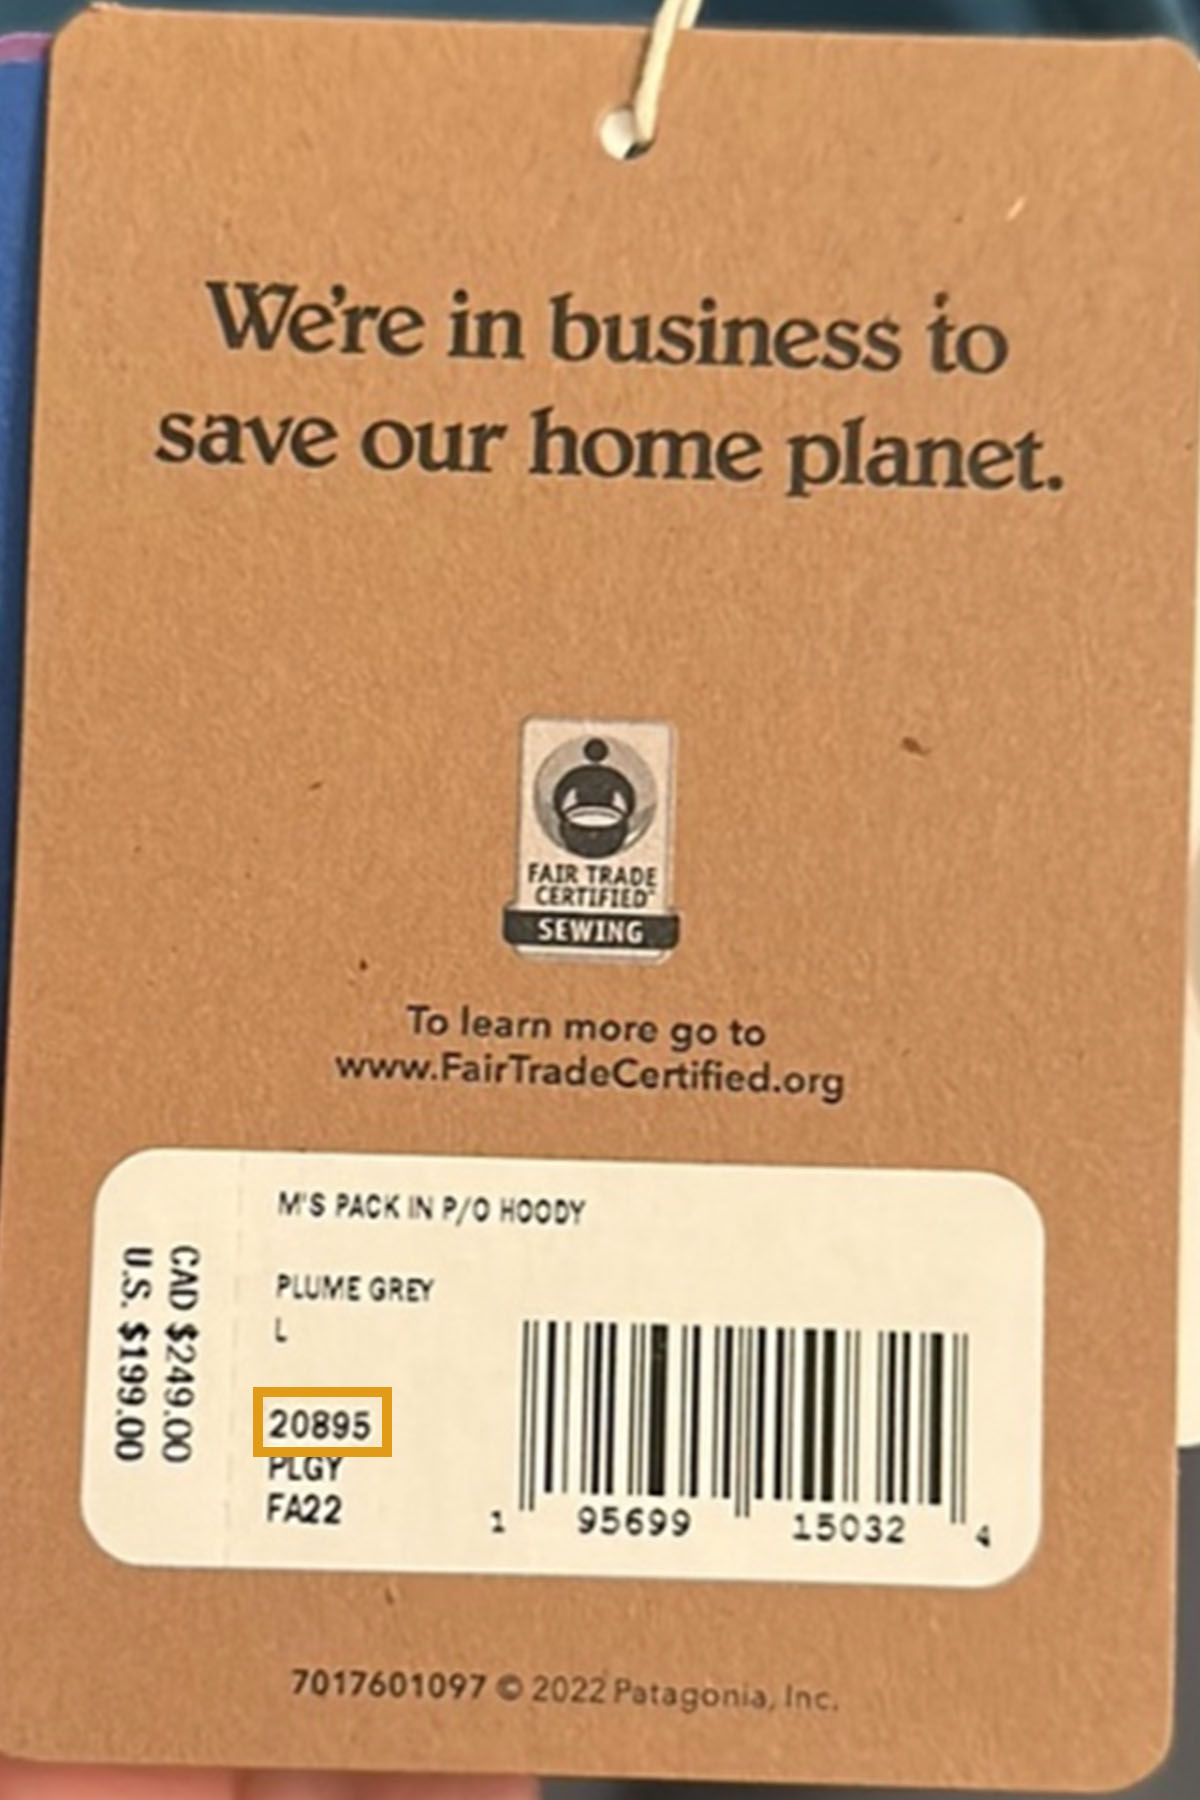 We're in business to
save our home planet.
FAIR TRADE
CERTIFIED™
SEWING
To learn more go to
www.FairTradeCertified.org
M'S PACK IN P/O HOODY
PLUME GREY
L
20895
PLGY
FA22
CAD $249.00
U.S. $199.00
1 95699 15032 4
7017601097 © 2022 Patagonia, Inc.